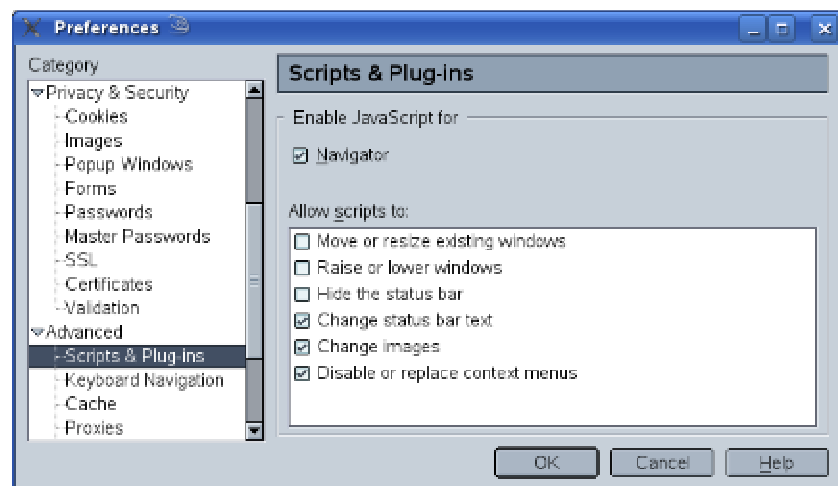 Preferences
Category
Privacy & Security
Cookies
Images
Popup Windows
Forms
Passwords
Master Passwords
SSL
Certificates
Validation
Advanced
Scripts & Plug-ins
Keyboard Navigation
Cache
Proxies
Scripts & Plug-ins
Enable JavaScript for
Navigator
Allow scripts to:
Move or resize existing windows
Raise or lower windows
Hide the status bar
Change status bar text
Change images
Disable or replace context menus
OK
Cancel
Help